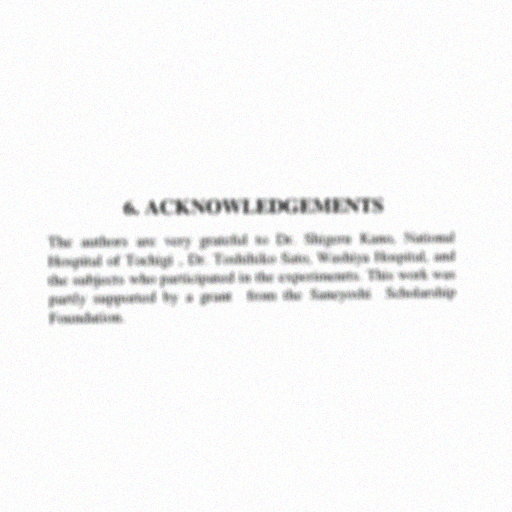 6. ACKNOWLEDGEMENTS
The authors are very grateful to Dr. Shigeru Kano, National
Hospital of Tochigi , Dr. Toshihiko Sato, Washiya Hospital, and
the subjects who participated in the experiments. This work was
partly supported by a grant from the Saneyoshi Scholarship
Foundation.